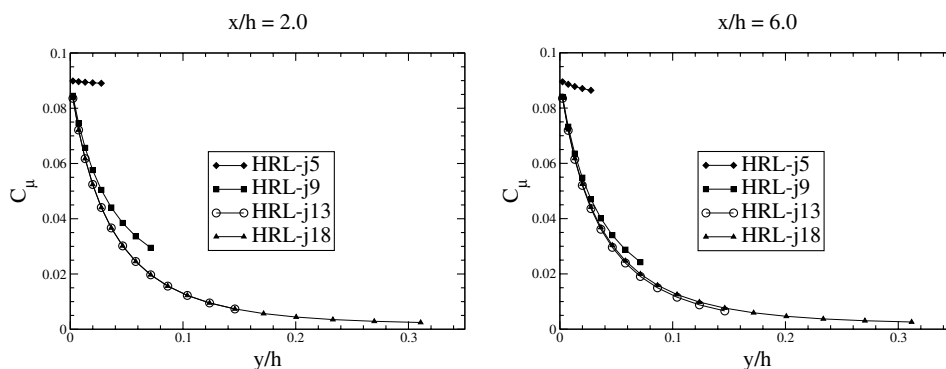 x/h = 2.0
0.1
0.08
0.06
0.04
0.02
0
C_μ
HRL-j5
HRL-j9
HRL-j13
HRL-j18
0 0.1 0.2 0.3
y/h
x/h = 6.0
0.1
0.08
0.06
0.04
0.02
0
C_μ
HRL-j5
HRL-j9
HRL-j13
HRL-j18
0 0.1 0.2 0.3
y/h